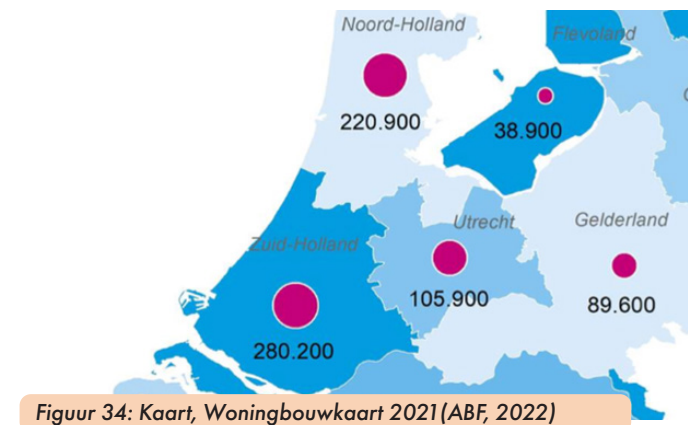 Noord-Holland
220.900
Flevoland
38.900
Utrecht
105.900
Gelderland
89.600
Zuid-Holland
280.200
Figuur 34: Kaart, Woningbouwkaart 2021(ABF, 2022)